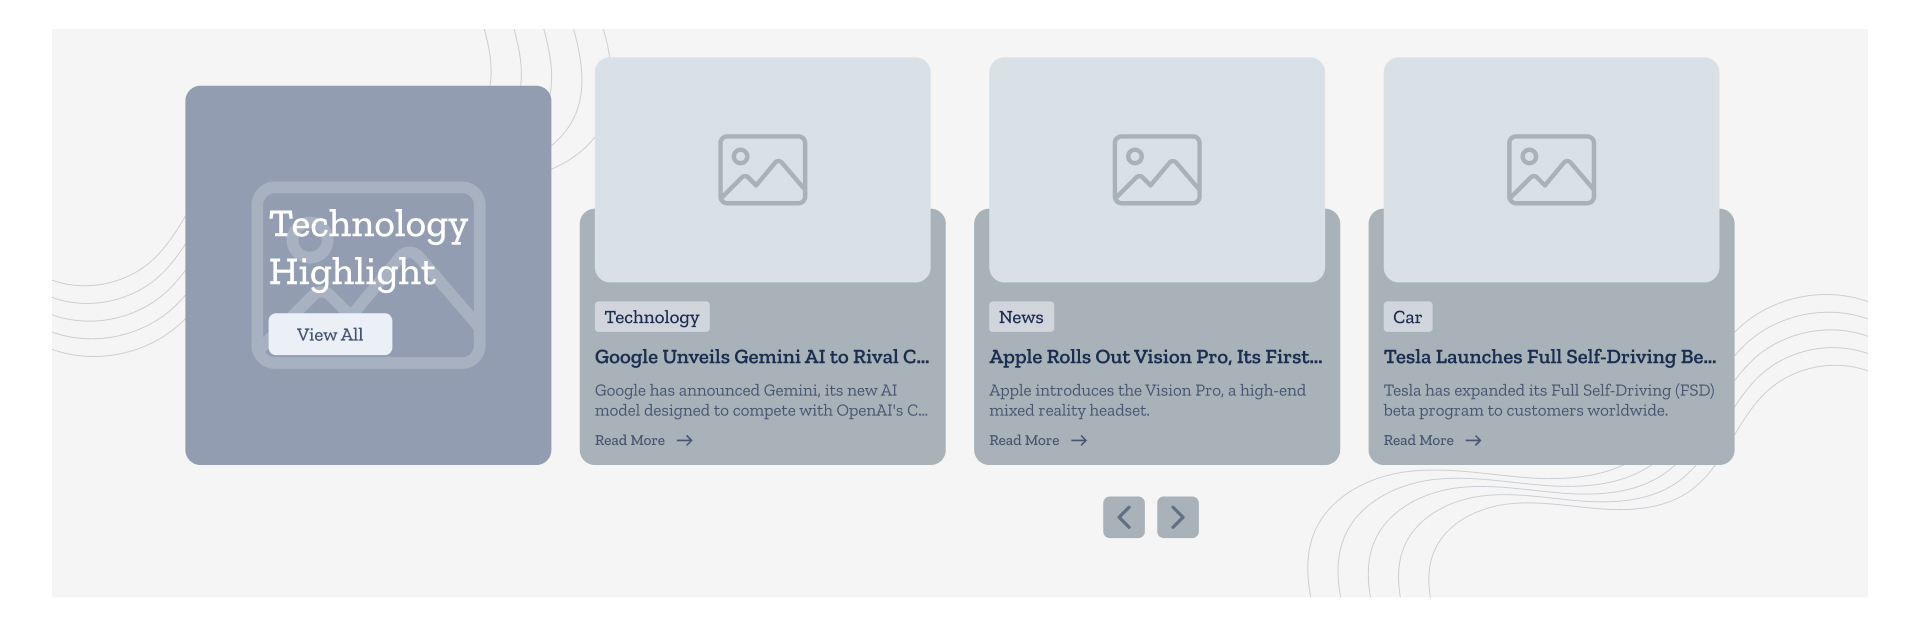 Technology
Highlight
View All
Technology
Google Unveils Gemini AI to Rival C...
Google has announced Gemini, its new AI
model designed to compete with OpenAI's C...
Read More
News
Apple Rolls Out Vision Pro, Its First...
Apple introduces the Vision Pro, a high-end
mixed reality headset.
Read More
Car
Tesla Launches Full Self-Driving Be...
Tesla has expanded its Full Self-Driving (FSD)
beta program to customers worldwide.
Read More